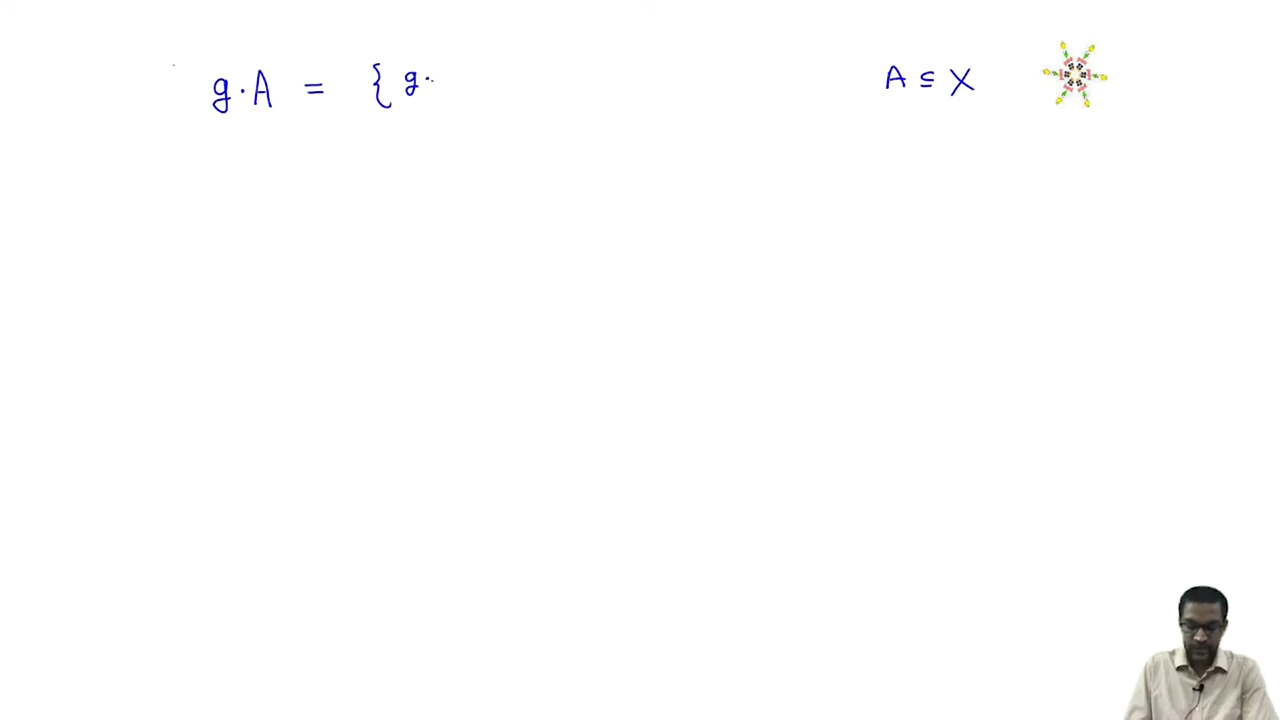 g · A = { g ·
A ⊆ X